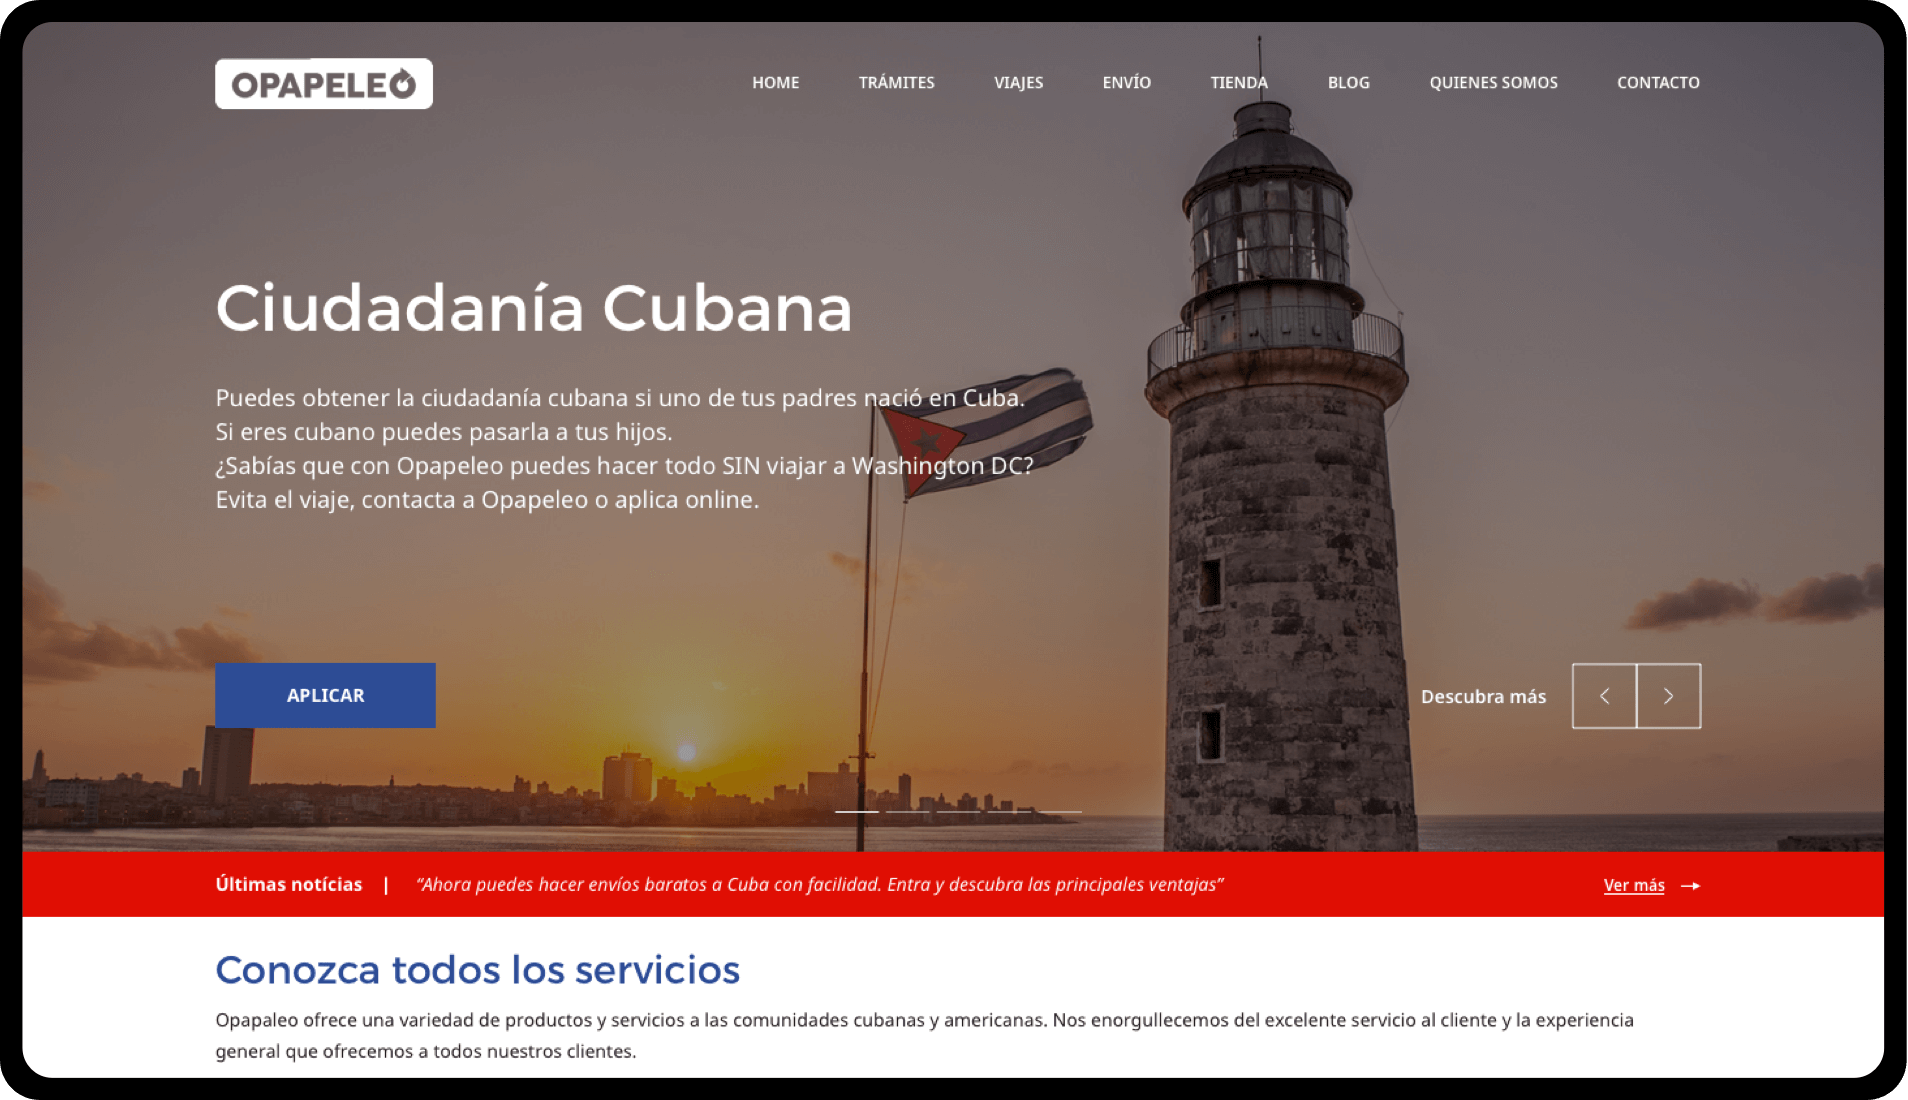 OPAPELEO
HOME TRÁMITES VIAJES ENVÍO TIENDA BLOG QUIENES SOMOS CONTACTO
Ciudadanía Cubana
Puedes obtener la ciudadanía cubana si uno de tus padres nació en Cuba.
Si eres cubano puedes pasarla a tus hijos.
¿Sabías que con Opapeleo puedes hacer todo SIN viajar a Washington DC?
Evita el viaje, contacta a Opapeleo o aplica online.
APLICAR
Descubra más
Últimas notícias | “Ahora puedes hacer envíos baratos a Cuba con facilidad. Entra y descubra las principales ventajas”
Ver más
Conozca todos los servicios
Opapaleo ofrece una variedad de productos y servicios a las comunidades cubanas y americanas. Nos enorgullecemos del excelente servicio al cliente y la experiencia
general que ofrecemos a todos nuestros clientes.